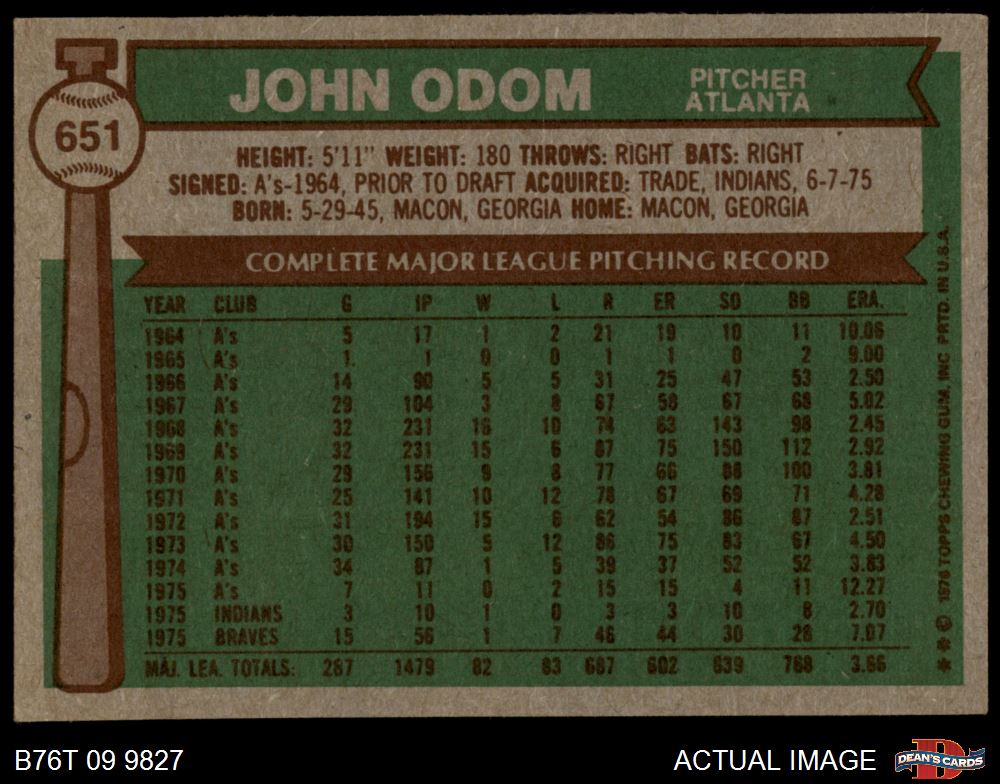 JOHN ODOM
PITCHER
ATLANTA
651
HEIGHT: 5'11" WEIGHT: 180 THROWS: RIGHT BATS: RIGHT
SIGNED: A's-1964, PRIOR TO DRAFT ACQUIRED: TRADE, INDIANS, 6-7-75
BORN: 5-29-45, MACON, GEORGIA HOME: MACON, GEORGIA
COMPLETE MAJOR LEAGUE PITCHING RECORD
YEAR CLUB G IP W L R ER SO BB ERA.
1964 A's 5 17 1 2 21 19 10 11 10.06
1965 A's 1 1 0 0 1 1 0 2 9.00
1966 A's 14 90 5 5 31 25 47 53 2.50
1967 A's 29 104 3 8 67 58 67 68 5.02
1968 A's 32 231 16 10 74 63 143 98 2.45
1969 A's 32 231 15 6 87 75 150 112 2.92
1970 A's 29 156 9 8 77 66 88 100 3.81
1971 A's 25 141 10 12 78 67 69 71 4.28
1972 A's 31 194 15 6 62 54 86 87 2.51
1973 A's 30 150 5 12 86 75 83 67 4.50
1974 A's 34 87 1 5 39 37 52 52 3.83
1975 A's 7 11 0 2 15 15 4 11 12.27
1975 INDIANS 3 10 1 0 3 3 10 8 2.70
1975 BRAVES 15 56 1 7 46 44 30 28 7.07
MAJ. LEA. TOTALS: 287 1479 82 83 687 602 839 768 3.66
** © 1976 TOPPS CHEWING GUM, INC PRTD. IN U.S.A.
B76T 09 9827
ACTUAL IMAGE
DEAN'S CARDS